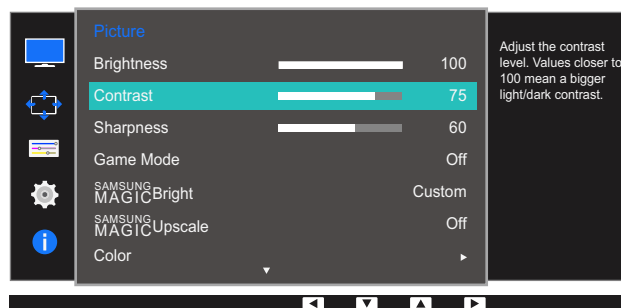 Picture
Brightness 100
Contrast 75
Sharpness 60
Game Mode Off
SAMSUNG MAGIC Bright Custom
SAMSUNG MAGIC Upscale Off
Color
Adjust the contrast
level. Values closer to
100 mean a bigger
light/dark contrast.